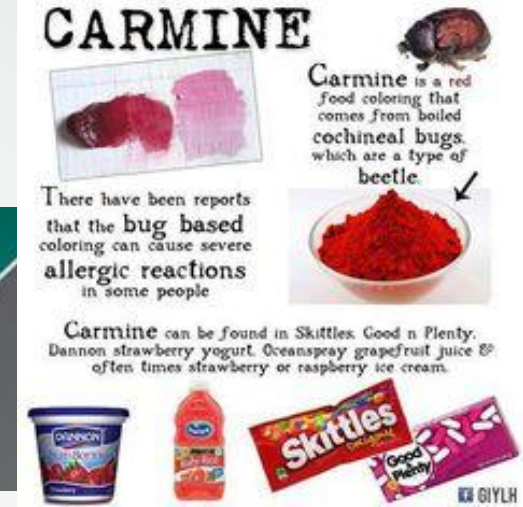 CARMINE
Carmine is a red
food coloring that
comes from boiled
cochineal bugs,
which are a type of
beetle.
There have been reports
that the bug based
coloring can cause severe
allergic reactions
in some people
Carmine can be found in Skittles, Good n Plenty,
Dannon strawberry yogurt, Oceanspray grapefruit juice &
often times strawberry or raspberry ice cream.
DANNON
Skittles
Original
Good
Plenty
GIYLH